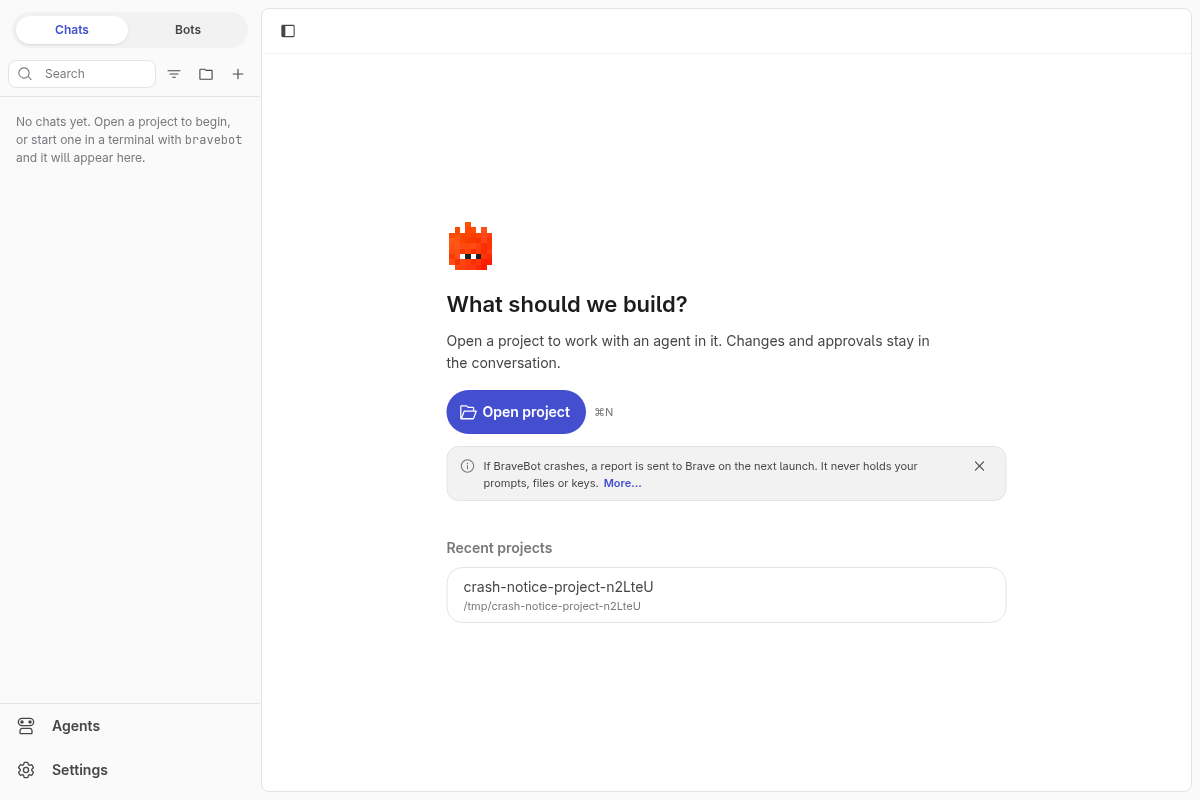 Chats
Bots
Search
No chats yet. Open a project to begin,
or start one in a terminal with bravebot
and it will appear here.
What should we build?
Open a project to work with an agent in it. Changes and approvals stay in
the conversation.
Open project
⌘N
If BraveBot crashes, a report is sent to Brave on the next launch. It never holds your
prompts, files or keys. More...
Recent projects
crash-notice-project-n2LteU
/tmp/crash-notice-project-n2LteU
Agents
Settings